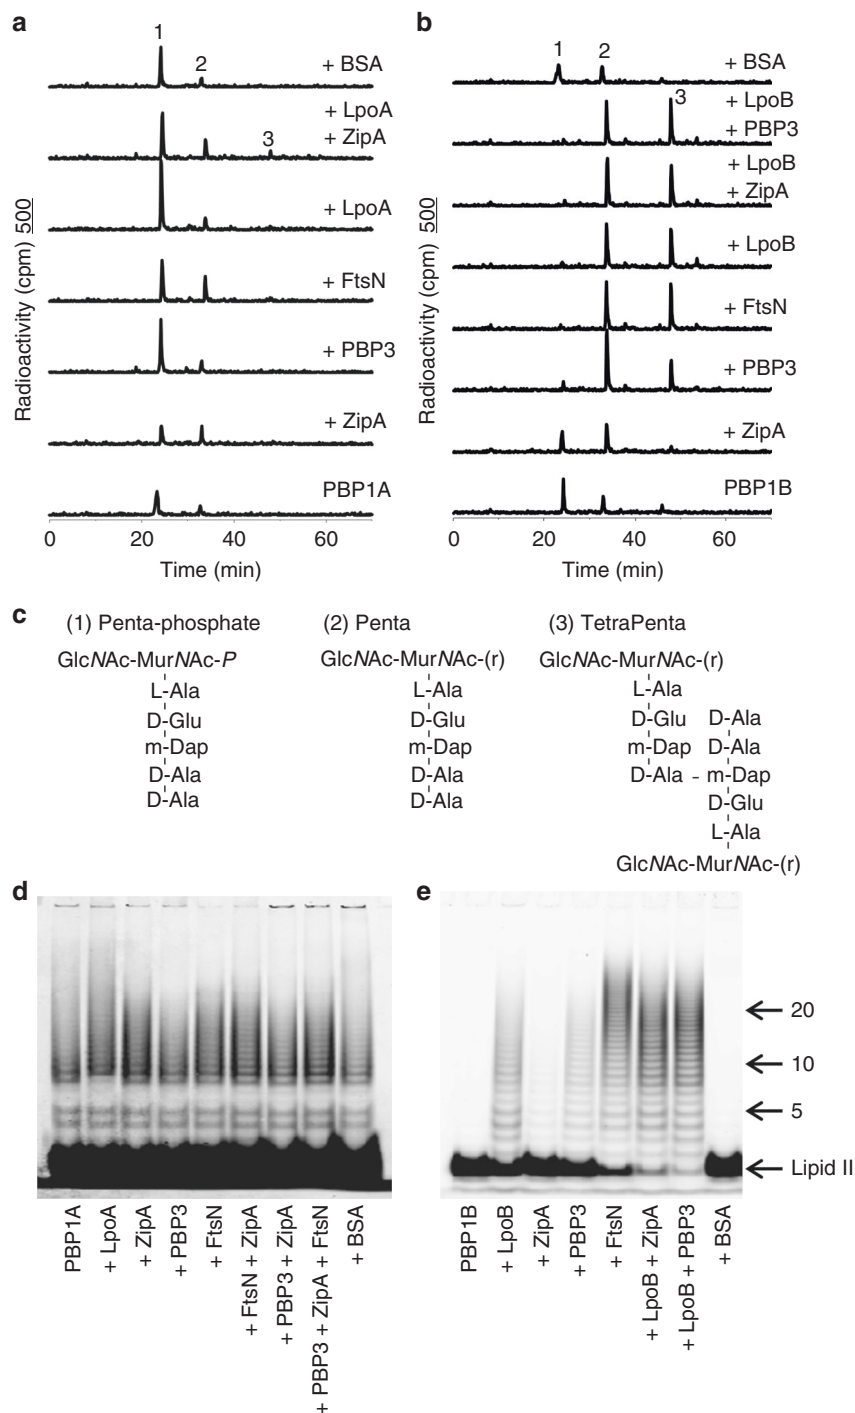 a
1
2
+ BSA
+ LpoA
+ ZipA
3
+ LpoA
+ FtsN
+ PBP3
+ ZipA
PBP1A
Radioactivity (cpm) 500
0 20 40 60
Time (min)
b
1
2
+ BSA
3
+ LpoB
+ PBP3
+ LpoB
+ ZipA
+ LpoB
+ FtsN
+ PBP3
+ ZipA
PBP1B
Radioactivity (cpm) 500
0 20 40 60
Time (min)
c
(1) Penta-phosphate
GlcNAc-MurNAc-P
L-Ala
D-Glu
m-Dap
D-Ala
D-Ala
(2) Penta
GlcNAc-MurNAc-(r)
L-Ala
D-Glu
m-Dap
D-Ala
D-Ala
(3) TetraPenta
GlcNAc-MurNAc-(r)
L-Ala
D-Glu D-Ala
m-Dap D-Ala
D-Ala - m-Dap
D-Glu
L-Ala
GlcNAc-MurNAc-(r)
d
PBP1A
+ LpoA
+ ZipA
+ PBP3
+ FtsN
+ FtsN + ZipA
+ PBP3 + ZipA
+ PBP3 + ZipA + FtsN
+ BSA
e
20
10
5
Lipid II
PBP1B
+ LpoB
+ ZipA
+ PBP3
+ FtsN
+ LpoB + ZipA
+ LpoB + PBP3
+ BSA